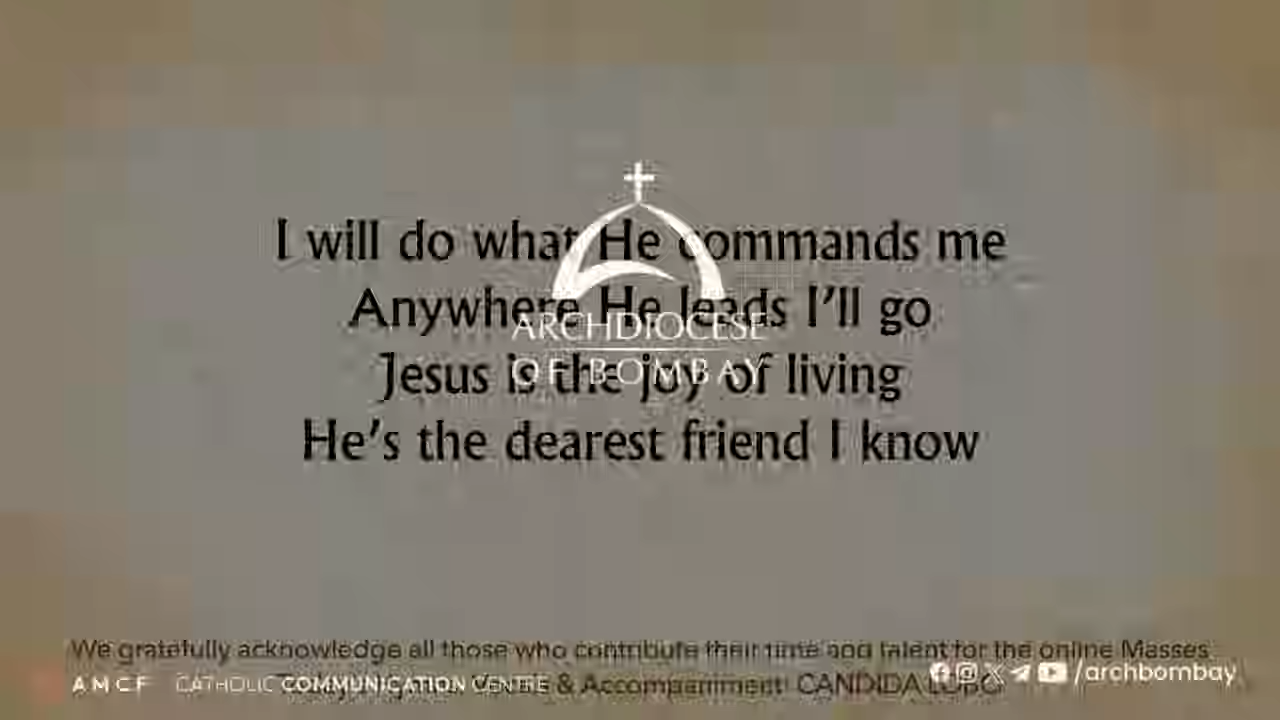 I will do what He commands me
Anywhere He leads I'll go
ARCHDIOCESE
Jesus is the joy of living
OF BOMBAY
He's the dearest friend I know
We gratefully acknowledge all those who contribute their time and talent for the online Masses
AMCF CATHOLIC COMMUNICATION CENTRE
& Accompaniment: CANDIDA LOBO
/archbombay